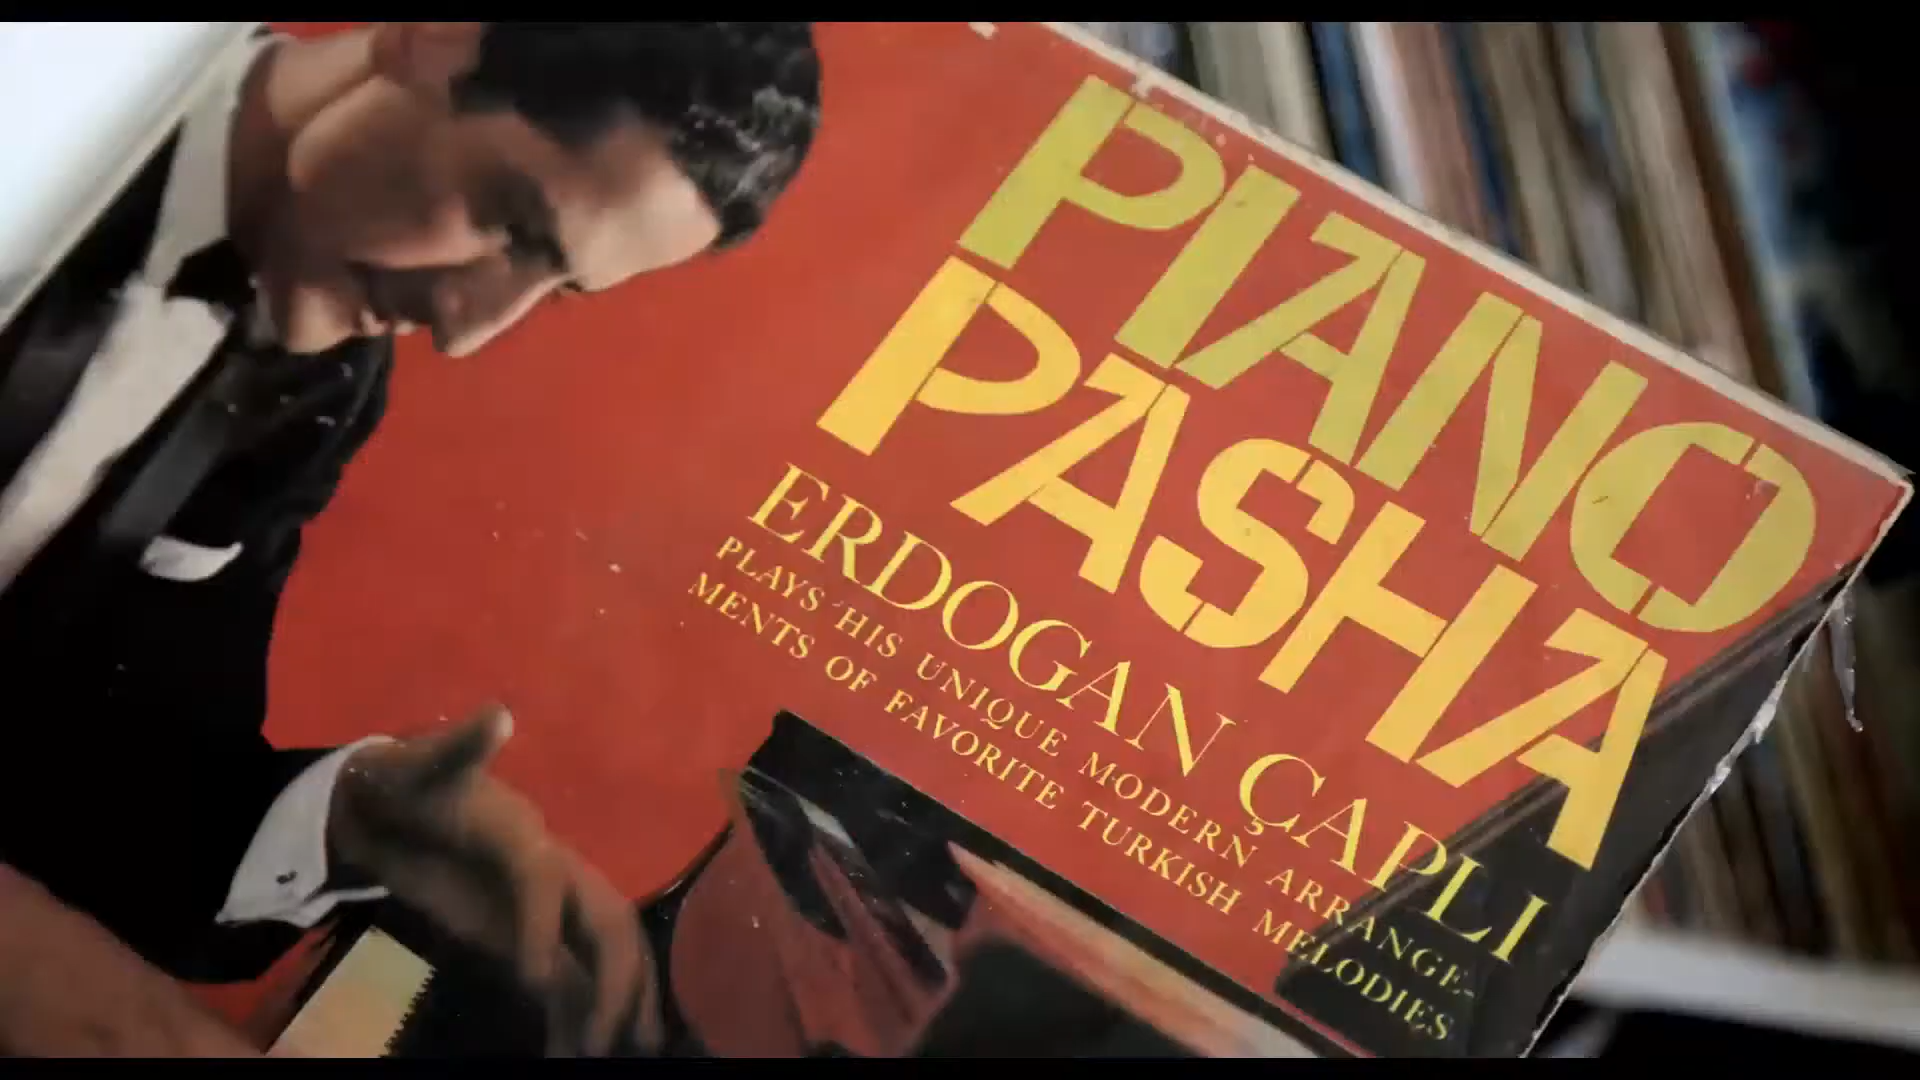 PIANO
PASHA
ERDOGAN ÇAPLI
PLAYS HIS UNIQUE MODERN ARRANGE-
MENTS OF FAVORITE TURKISH MELODIES